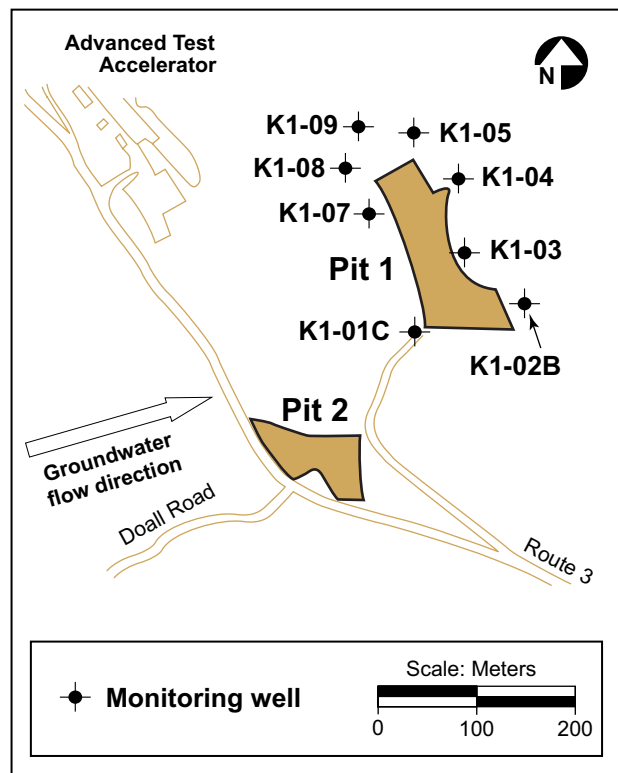 Advanced Test
Accelerator
N
K1-09
K1-05
K1-08
K1-04
K1-07
K1-03
Pit 1
K1-01C
K1-02B
Pit 2
Groundwater
flow direction
Doall Road
Route 3
Scale: Meters
Monitoring well
0 100 200